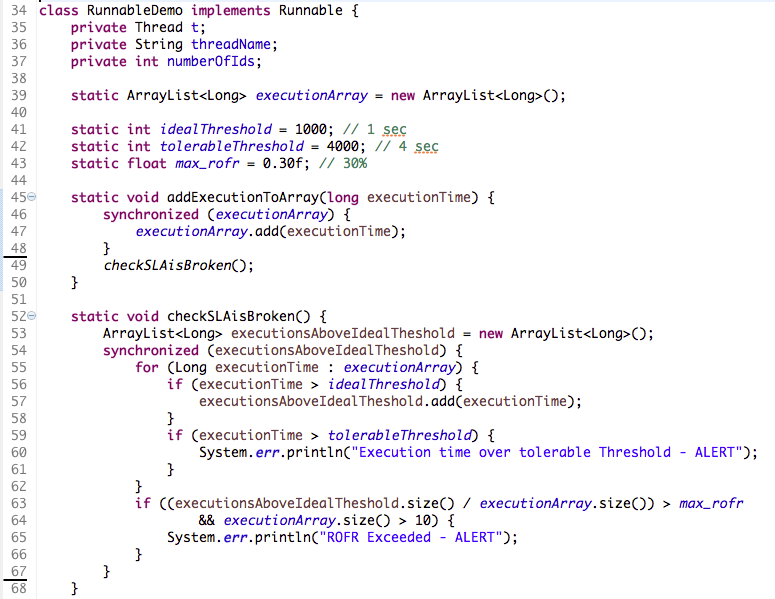 34 class RunnableDemo implements Runnable {
35     private Thread t;
36     private String threadName;
37     private int numberOfIds;
38
39     static ArrayList<Long> executionArray = new ArrayList<Long>();
40
41     static int idealThreshold = 1000; // 1 sec
42     static int tolerableThreshold = 4000; // 4 sec
43     static float max_rofr = 0.30f; // 30%
44
45     static void addExecutionToArray(long executionTime) {
46         synchronized (executionArray) {
47             executionArray.add(executionTime);
48         }
49         checkSLAisBroken();
50     }
51
52     static void checkSLAisBroken() {
53         ArrayList<Long> executionsAboveIdealTheshold = new ArrayList<Long>();
54         synchronized (executionsAboveIdealTheshold) {
55             for (Long executionTime : executionArray) {
56                 if (executionTime > idealThreshold) {
57                     executionsAboveIdealTheshold.add(executionTime);
58                 }
59                 if (executionTime > tolerableThreshold) {
60                     System.err.println("Execution time over tolerable Threshold - ALERT");
61                 }
62             }
63             if ((executionsAboveIdealTheshold.size() / executionArray.size()) > max_rofr
64                     && executionArray.size() > 10) {
65                 System.err.println("ROFR Exceeded - ALERT");
66             }
67         }
68     }